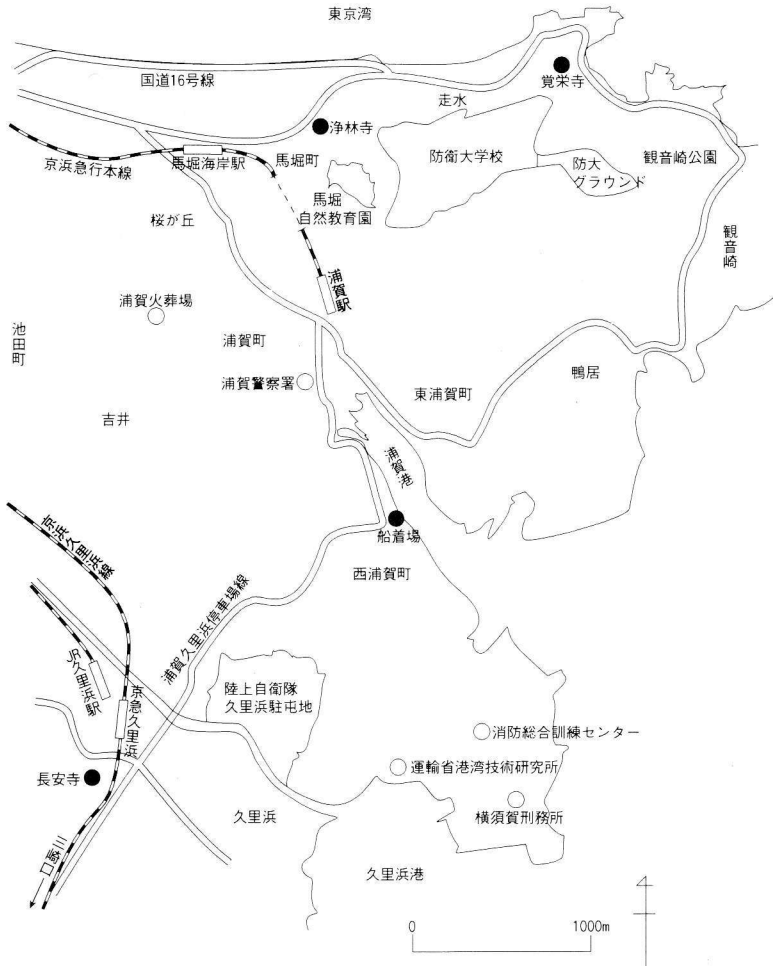 東京湾
国道16号線
覚栄寺
走水
浄林寺
京浜急行本線
馬堀海岸駅
馬堀町
防衛大学校
防大
グラウンド
観音崎公園
馬堀
自然教育園
桜が丘
観音崎
浦賀駅
浦賀火葬場
池田町
浦賀町
浦賀警察署
鴨居
東浦賀町
吉井
浦賀港
船着場
京浜久里浜線
西浦賀町
浦賀久里浜停車場線
JR久里浜駅
京急久里浜
陸上自衛隊
久里浜駐屯地
消防総合訓練センター
運輸省港湾技術研究所
長安寺
横須賀刑務所
久里浜
三崎口
久里浜港
0 1000m